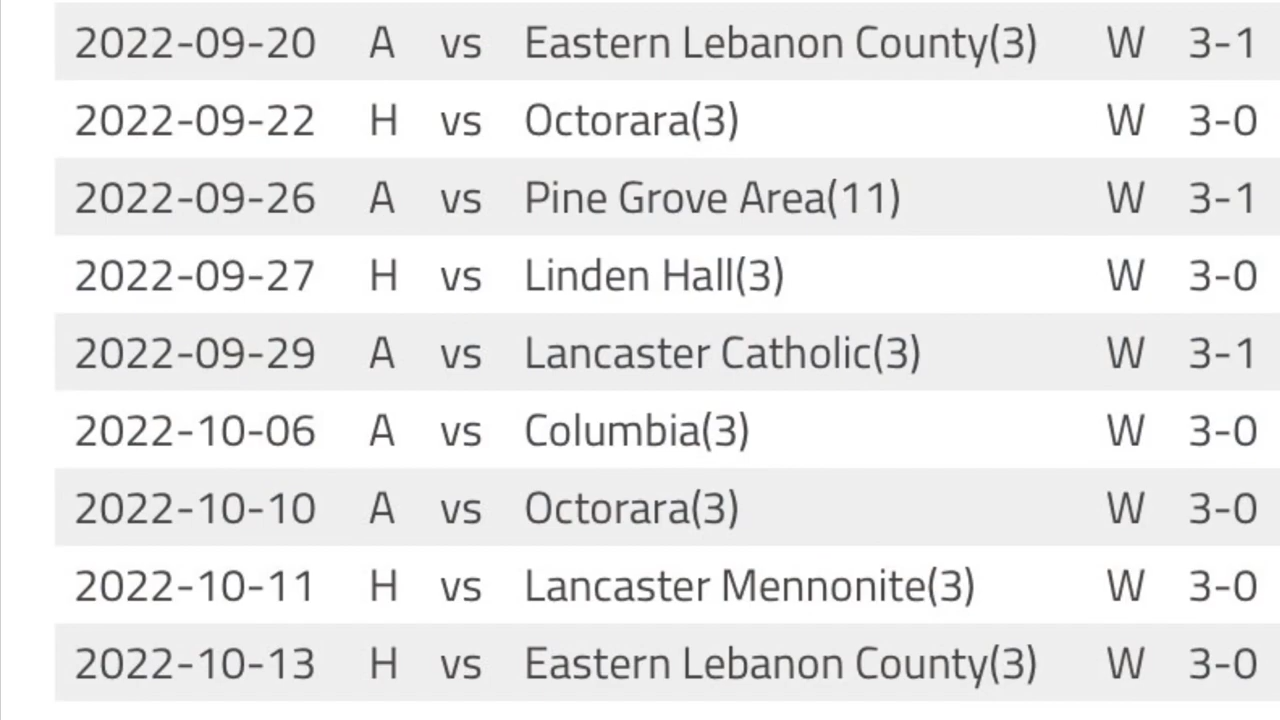 2022-09-20 A vs Eastern Lebanon County(3) W 3-1
2022-09-22 H vs Octorara(3) W 3-0
2022-09-26 A vs Pine Grove Area(11) W 3-1
2022-09-27 H vs Linden Hall(3) W 3-0
2022-09-29 A vs Lancaster Catholic(3) W 3-1
2022-10-06 A vs Columbia(3) W 3-0
2022-10-10 A vs Octorara(3) W 3-0
2022-10-11 H vs Lancaster Mennonite(3) W 3-0
2022-10-13 H vs Eastern Lebanon County(3) W 3-0